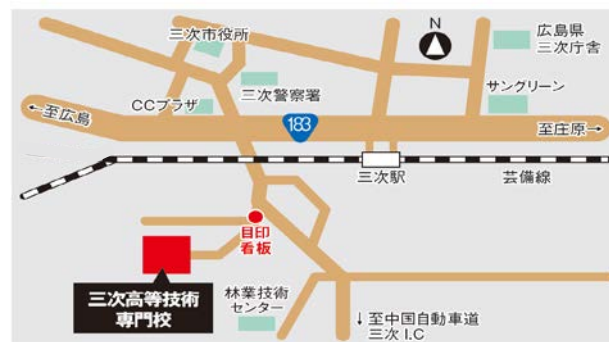 三次市役所
N
広島県
三次庁舎
三次警察署
CCプラザ
サングリーン
←至広島
183
至庄原→
三次駅
芸備線
目印
看板
三次高等技術
専門校
林業技術
センター
↓至中国自動車道
三次 I.C